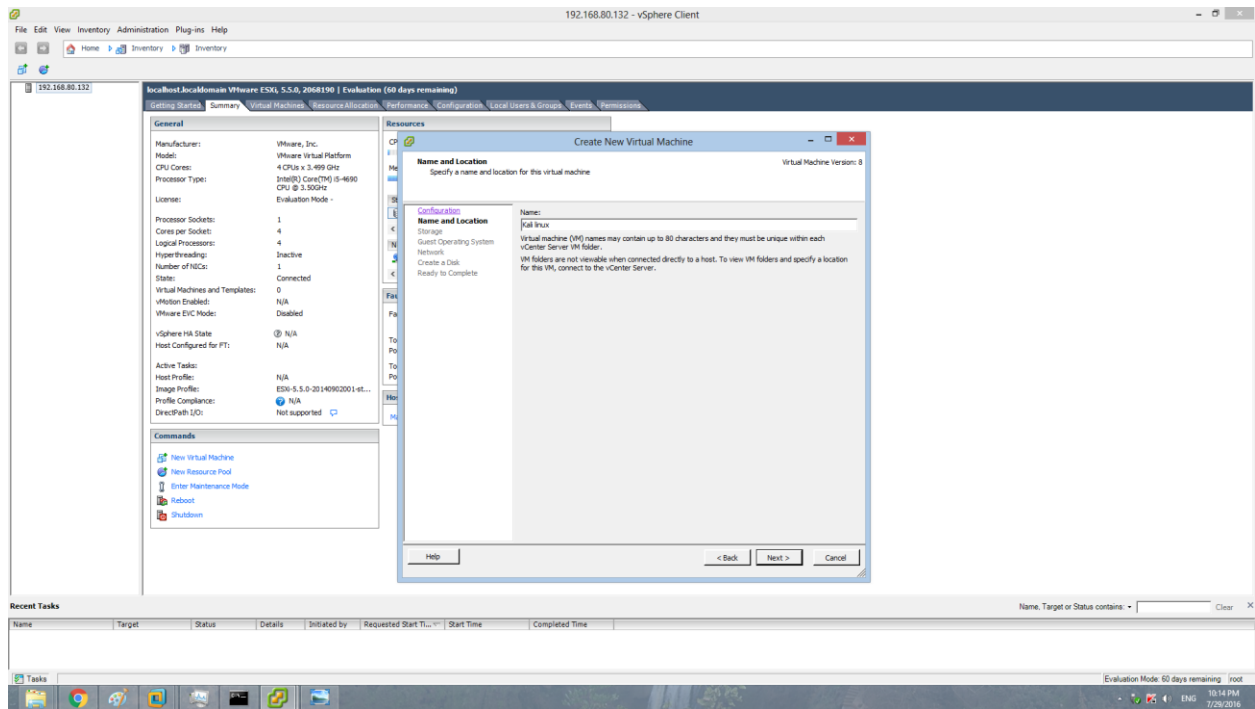 192.168.80.132 - vSphere Client
File Edit View Inventory Administration Plug-ins Help
Home Inventory Inventory
192.168.80.132
localhost.localdomain VMware ESXi, 5.5.0, 2068190 | Evaluation (60 days remaining)
Getting Started Summary Virtual Machines Resource Allocation Performance Configuration Local Users & Groups Events Permissions
General
Manufacturer: VMware, Inc.
Model: VMware Virtual Platform
CPU Cores: 4 CPUs x 3.499 GHz
Processor Type: Intel(R) Core(TM) i5-4690
CPU @ 3.50GHz
License: Evaluation Mode -
Processor Sockets: 1
Cores per Socket: 4
Logical Processors: 4
Hyperthreading: Inactive
Number of NICs: 1
State: Connected
Virtual Machines and Templates: 0
vMotion Enabled: N/A
VMware EVC Mode: Disabled
vSphere HA State N/A
Host Configured for FT: N/A
Active Tasks:
Host Profile: N/A
Image Profile: ESXi-5.5.0-20140902001-st...
Profile Compliance: N/A
DirectPath I/O: Not supported
Commands
New Virtual Machine
New Resource Pool
Enter Maintenance Mode
Reboot
Shutdown
Resources
Create New Virtual Machine
Name and Location
Specify a name and location for this virtual machine
Virtual Machine Version: 8
Configuration
Name and Location
Storage
Guest Operating System
Network
Create a Disk
Ready to Complete
Name:
Kali linux
Virtual machine (VM) names may contain up to 80 characters and they must be unique within each
vCenter Server VM folder.
VM folders are not viewable when connected directly to a host. To view VM folders and specify a location
for this VM, connect to the vCenter Server.
Help < Back Next > Cancel
Recent Tasks
Name, Target or Status contains: Clear
Name Target Status Details Initiated by Requested Start Ti... Start Time Completed Time
Tasks
Evaluation Mode: 60 days remaining root
ENG
10:14 PM
7/29/2016